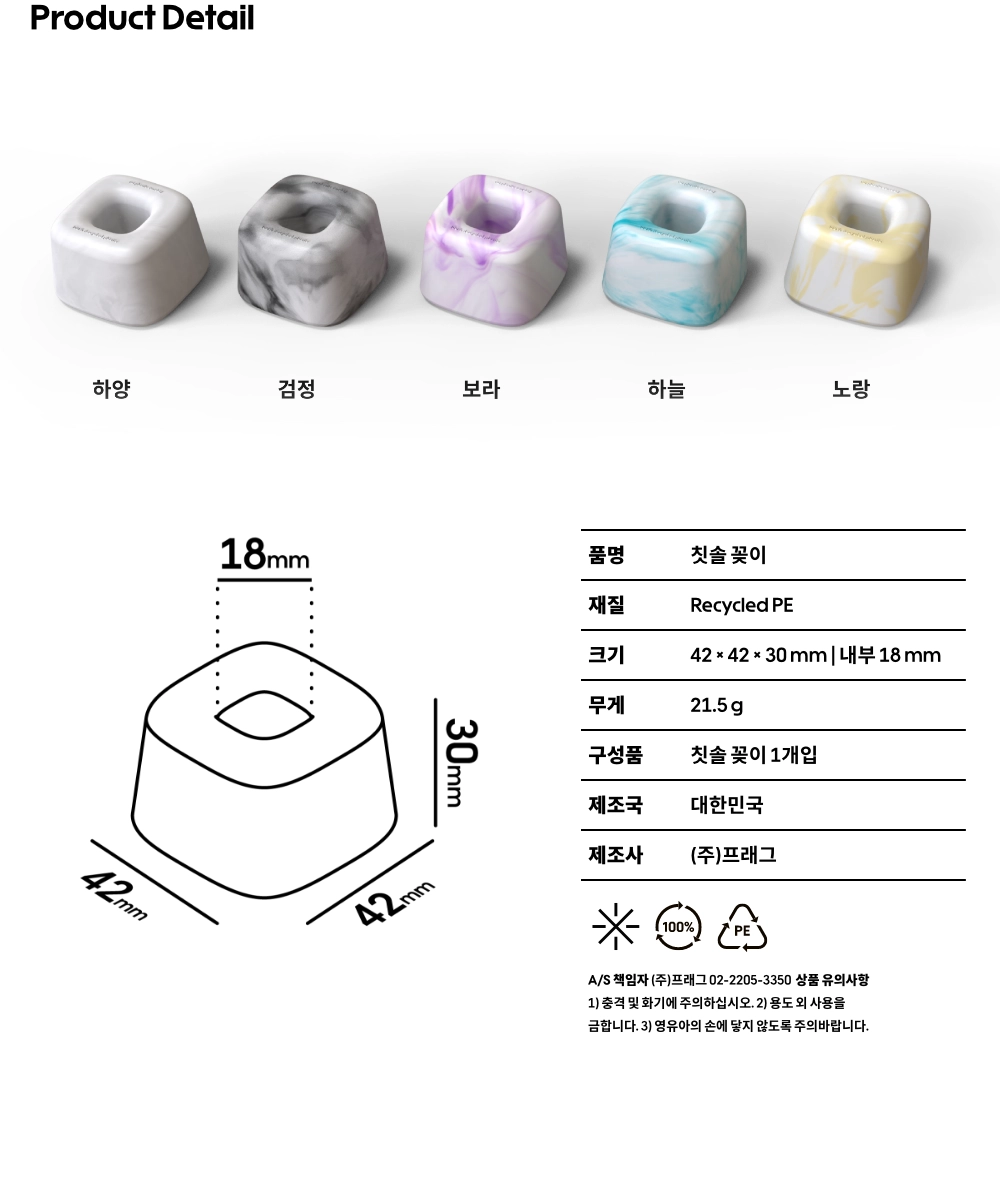 Product Detail
하양 검정 보라 하늘 노랑
18mm
30mm
42mm
42mm
품명 칫솔 꽂이
재질 Recycled PE
크기 42 × 42 × 30 mm | 내부 18 mm
무게 21.5 g
구성품 칫솔 꽂이 1개입
제조국 대한민국
제조사 (주)프래그
100%
PE
A/S 책임자 (주)프래그 02-2205-3350 상품 유의사항
1) 충격 및 화기에 주의하십시오. 2) 용도 외 사용을
금합니다. 3) 영유아의 손에 닿지 않도록 주의바랍니다.